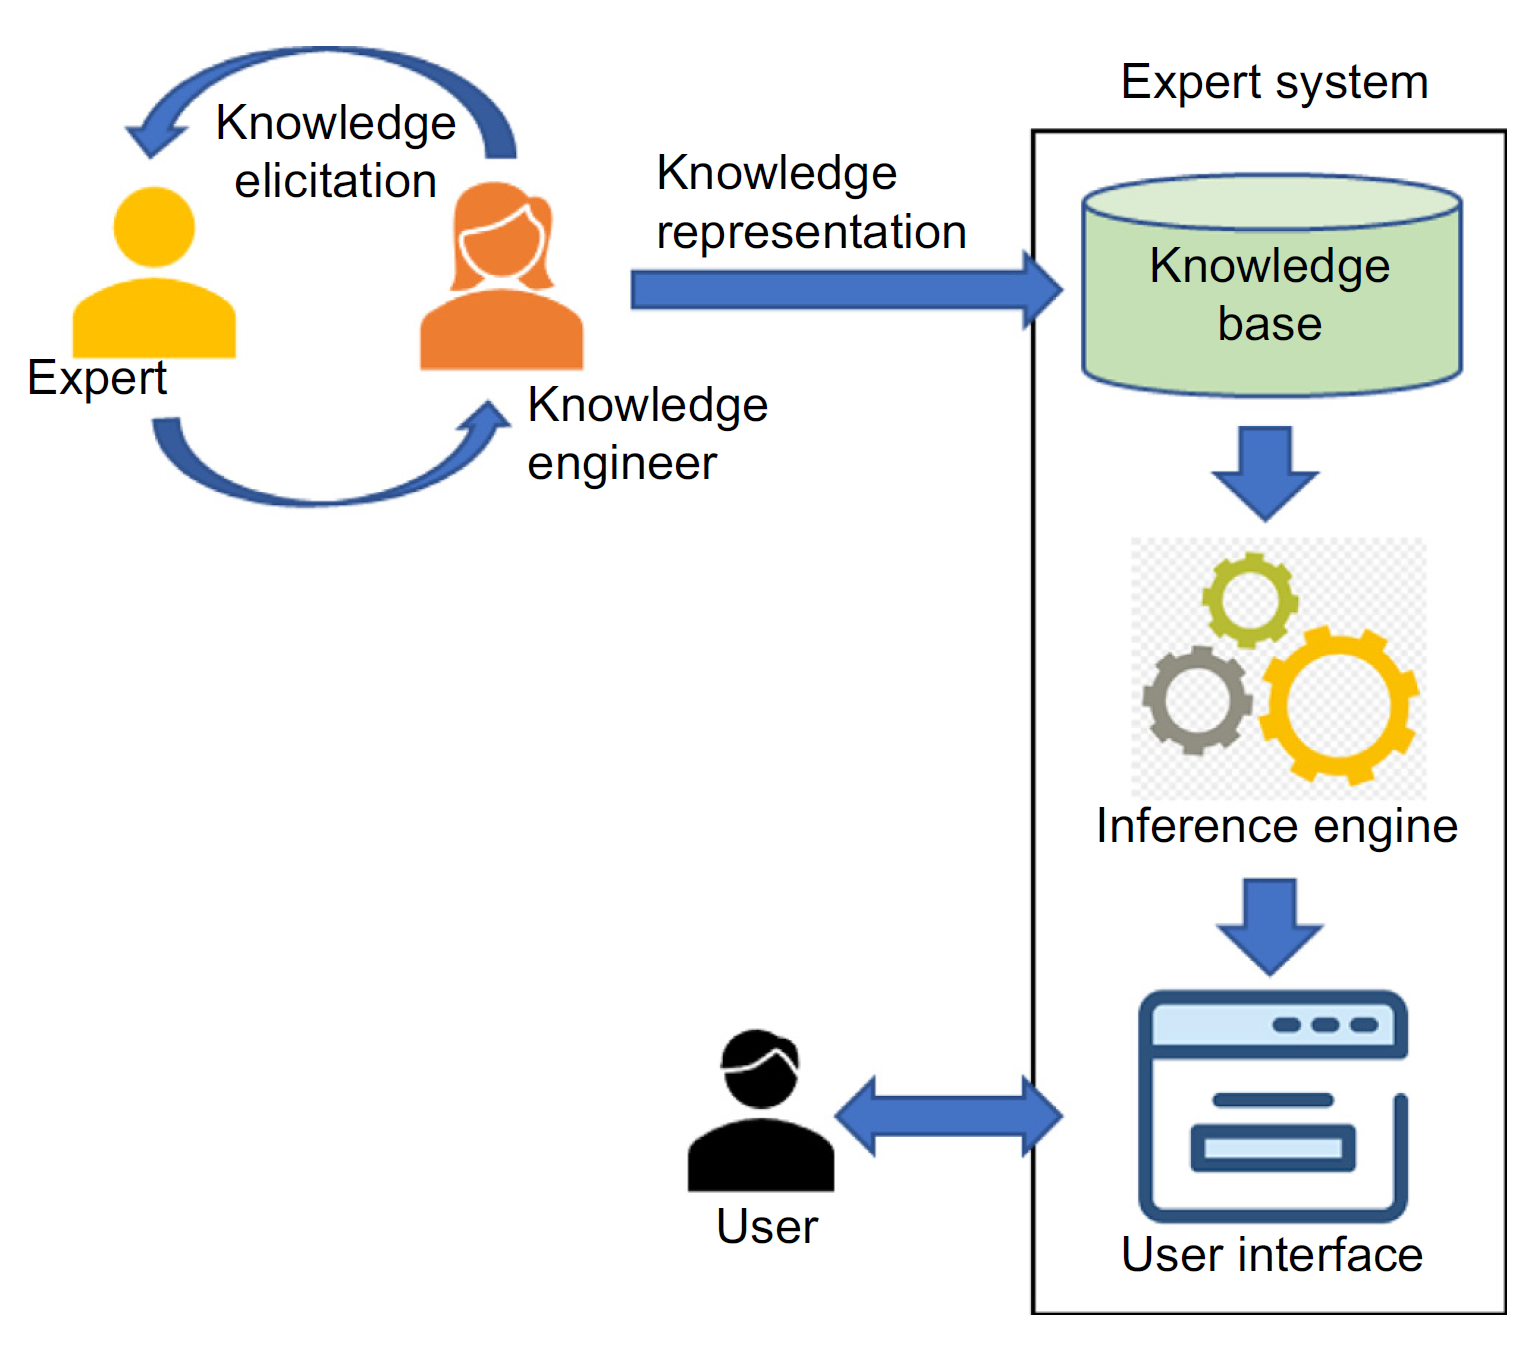 Expert system
Knowledge
elicitation
Knowledge
representation
Knowledge
base
Expert
Knowledge
engineer
Inference engine
User
User interface